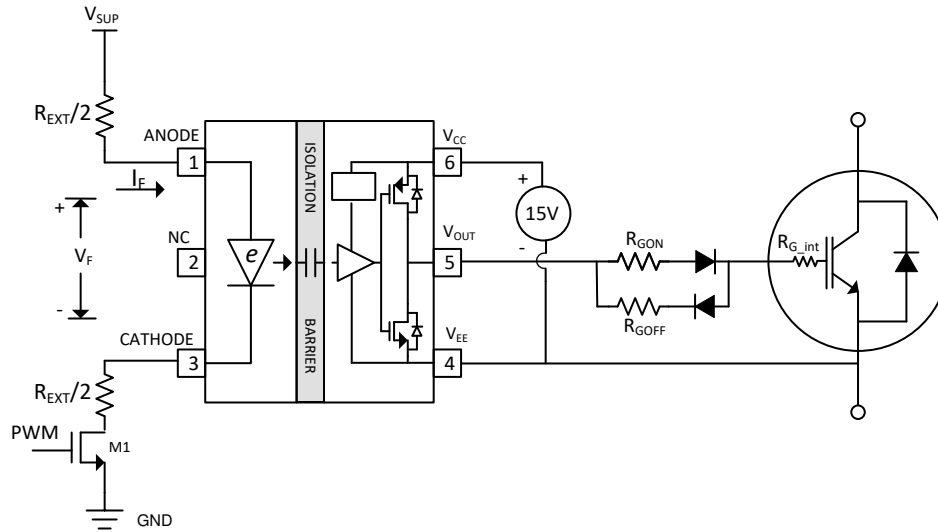 VSUP
REXT/2
ANODE
1
IF
+
VF
-
NC
2
CATHODE
3
REXT/2
PWM
M1
GND
e
ISOLATION
BARRIER
VCC
6
VOUT
5
VEE
4
+
15V
-
RGON
RGOFF
RG_int